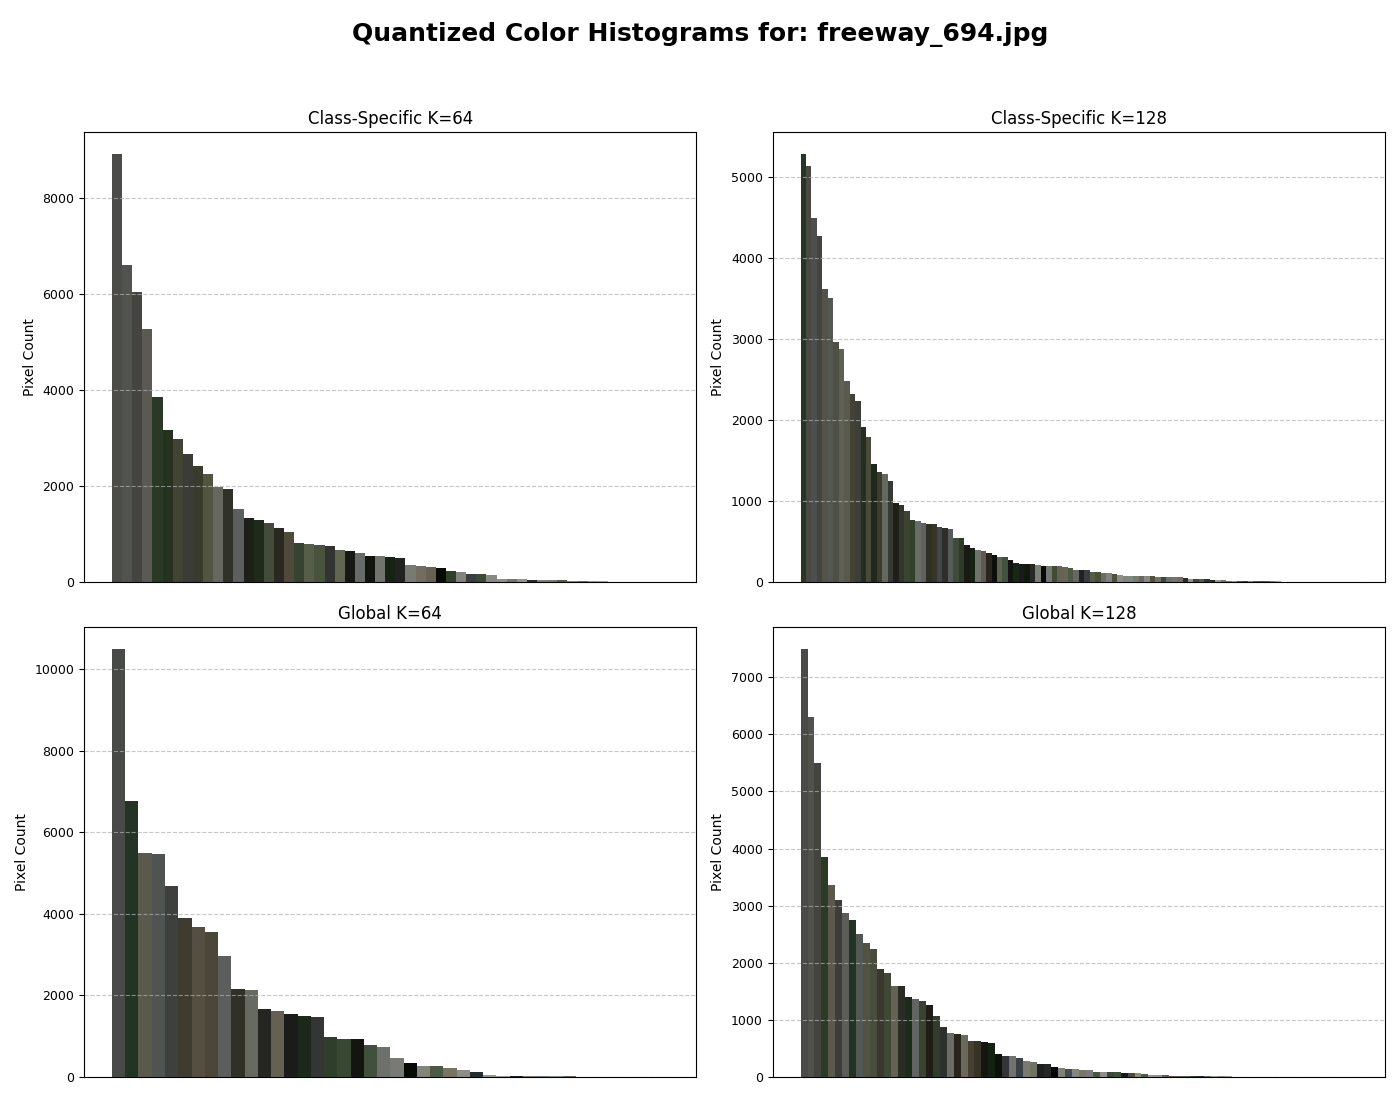 Quantized Color Histograms for: freeway_694.jpg
Class-Specific K=64
Class-Specific K=128
Pixel Count
8000
6000
4000
2000
0
Pixel Count
5000
4000
3000
2000
1000
0
Global K=64
Global K=128
Pixel Count
10000
8000
6000
4000
2000
0
Pixel Count
7000
6000
5000
4000
3000
2000
1000
0